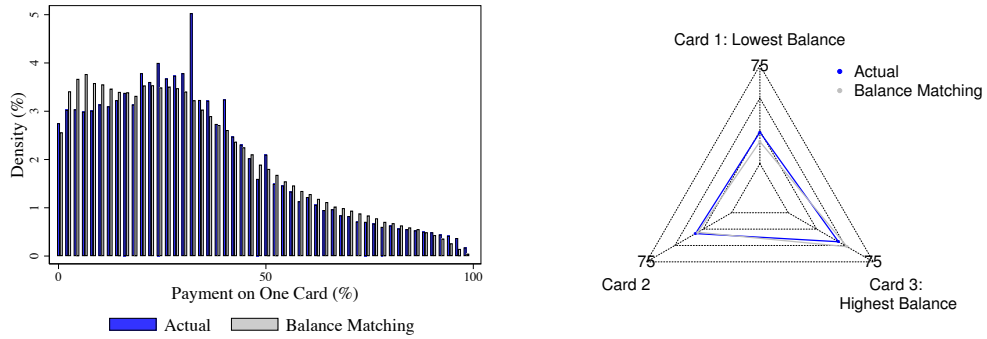 Density (%)
5
4
3
2
1
0
0 50 100
Payment on One Card (%)
Actual Balance Matching
Card 1: Lowest Balance
75
Actual
Balance Matching
75 75
Card 2
Card 3:
Highest Balance